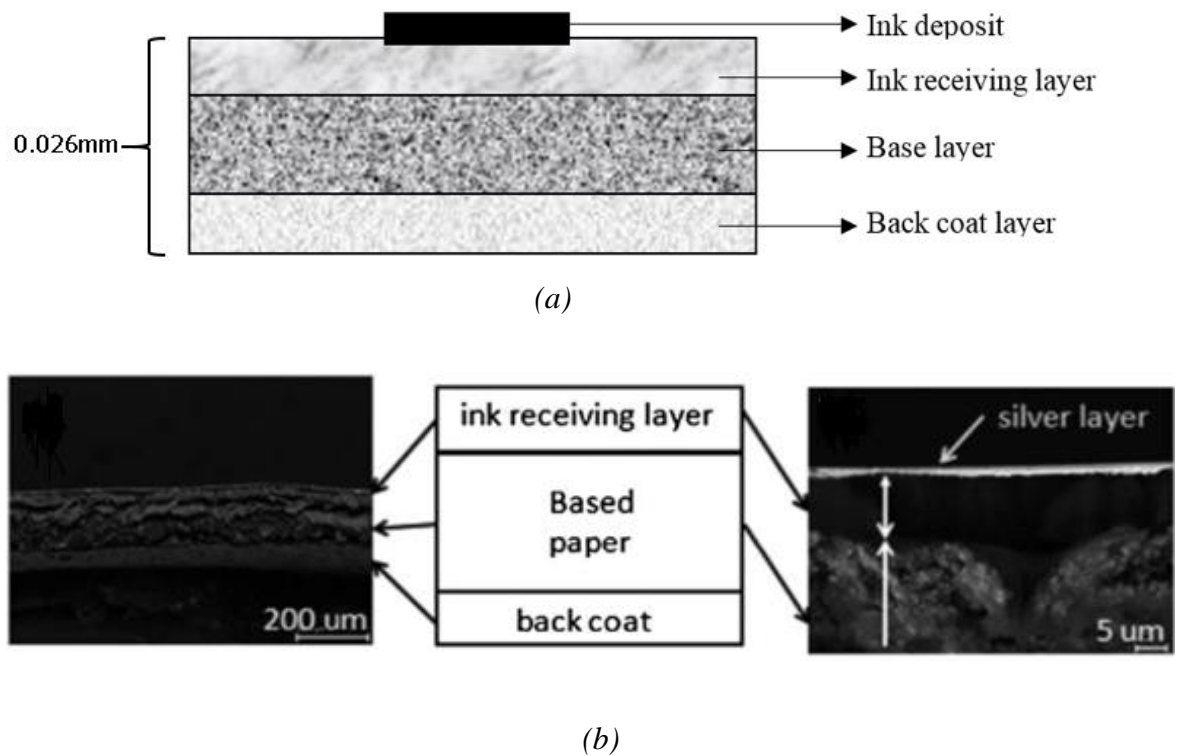 Ink deposit
Ink receiving layer
0.026mm
Base layer
Back coat layer
(a)
ink receiving layer
silver layer
Based
paper
200 um
back coat
5 um
(b)